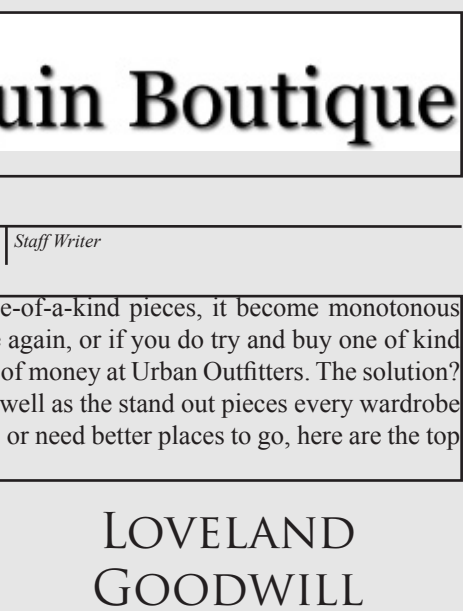 uin Boutique
Staff Writer
e-of-a-kind pieces, it become monotonous
again, or if you do try and buy one of kind
of money at Urban Outfitters. The solution?
well as the stand out pieces every wardrobe
or need better places to go, here are the top
LOVELAND
GOODWILL